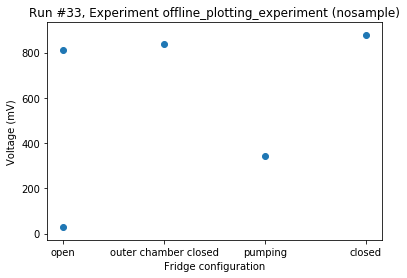 Run #33, Experiment offline_plotting_experiment (nosample)
Voltage (mV)
800
600
400
200
0
open
outer chamber closed
pumping
closed
Fridge configuration